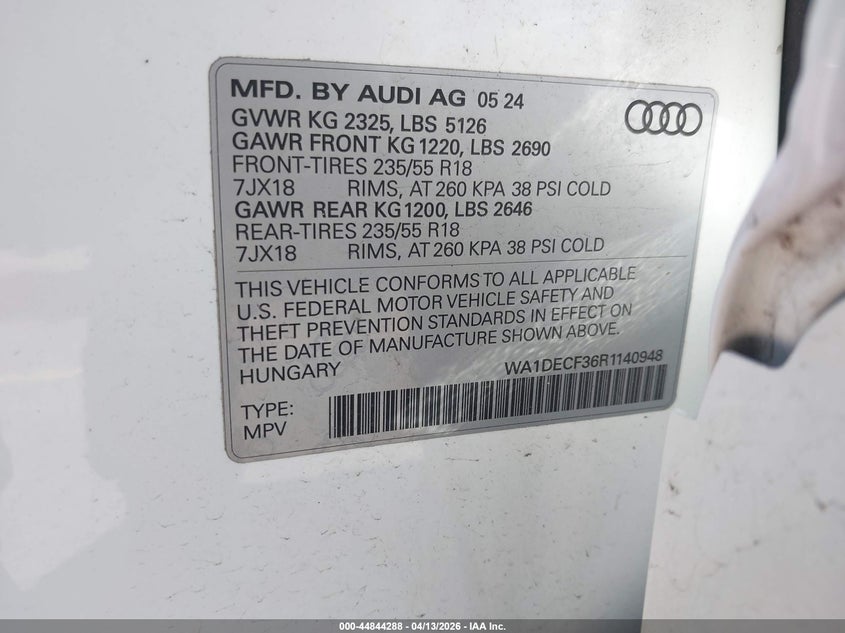 MFD. BY AUDI AG 05 24
GVWR KG 2325, LBS 5126
GAWR FRONT KG 1220, LBS 2690
FRONT-TIRES 235/55 R18
7JX18 RIMS, AT 260 KPA 38 PSI COLD
GAWR REAR KG1200, LBS 2646
REAR-TIRES 235/55 R18
7JX18 RIMS, AT 260 KPA 38 PSI COLD
THIS VEHICLE CONFORMS TO ALL APPLICABLE
U.S. FEDERAL MOTOR VEHICLE SAFETY AND
THEFT PREVENTION STANDARDS IN EFFECT ON
THE DATE OF MANUFACTURE SHOWN ABOVE.
HUNGARY WA1DECF36R1140948
TYPE:
MPV
000-44844288 - 04/13/2026 - IAA Inc.